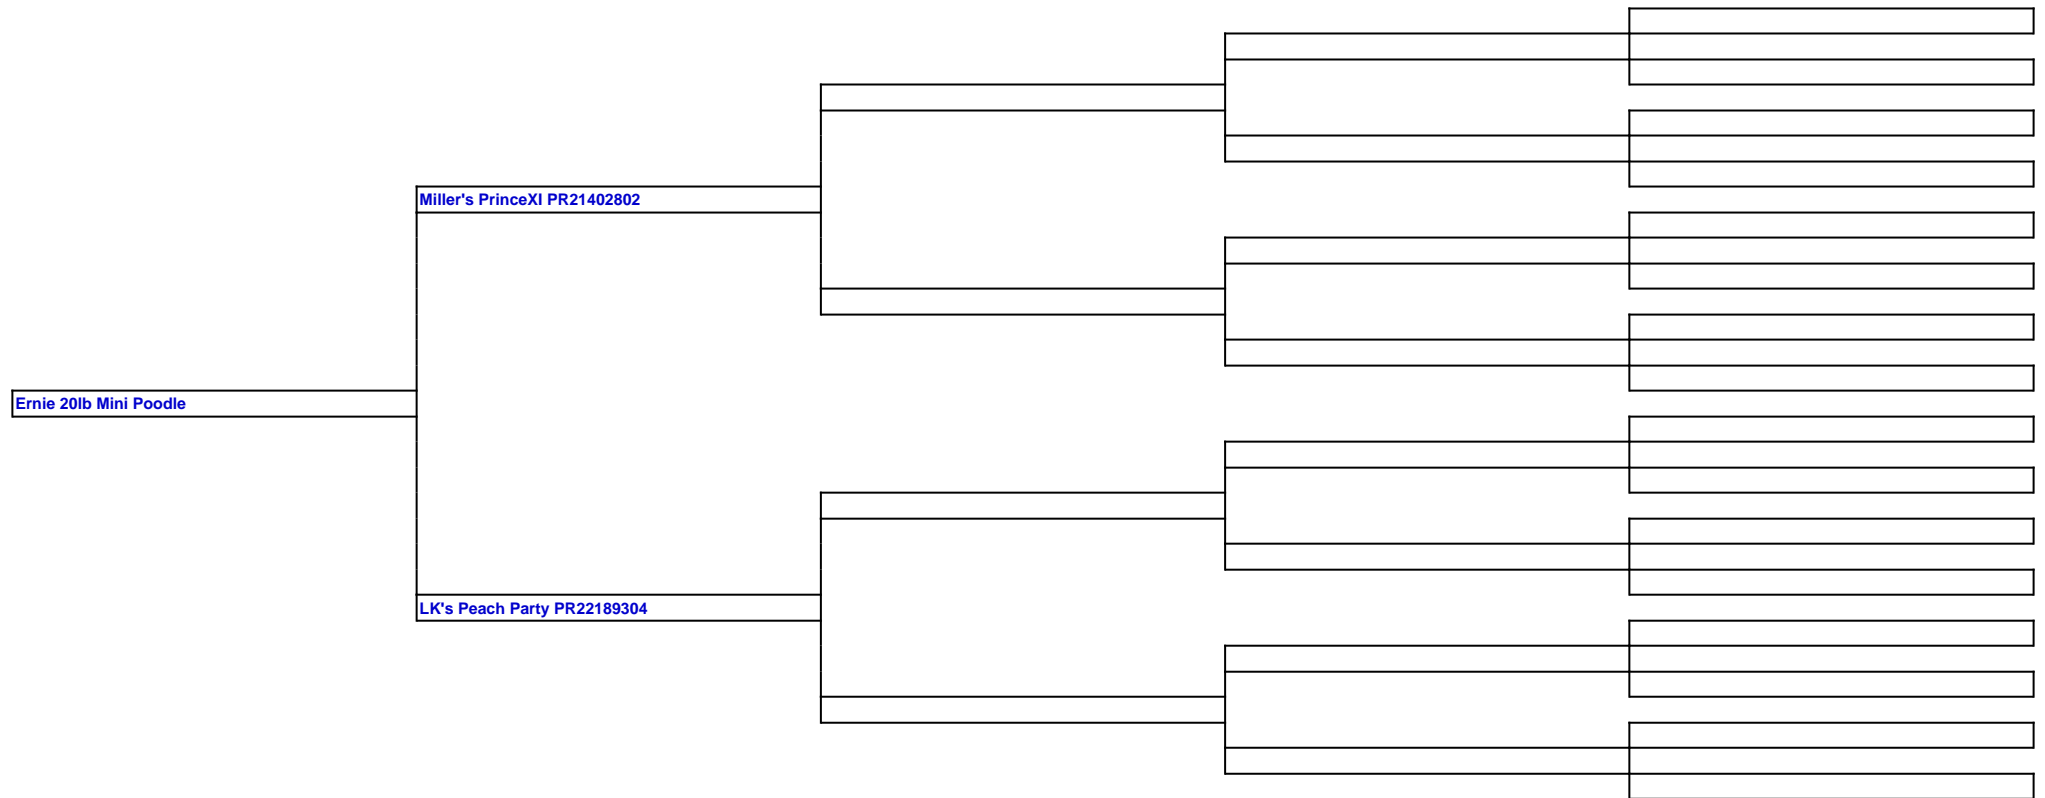 Miller's PrinceXI PR21402802
Ernie 20lb Mini Poodle
LK's Peach Party PR22189304